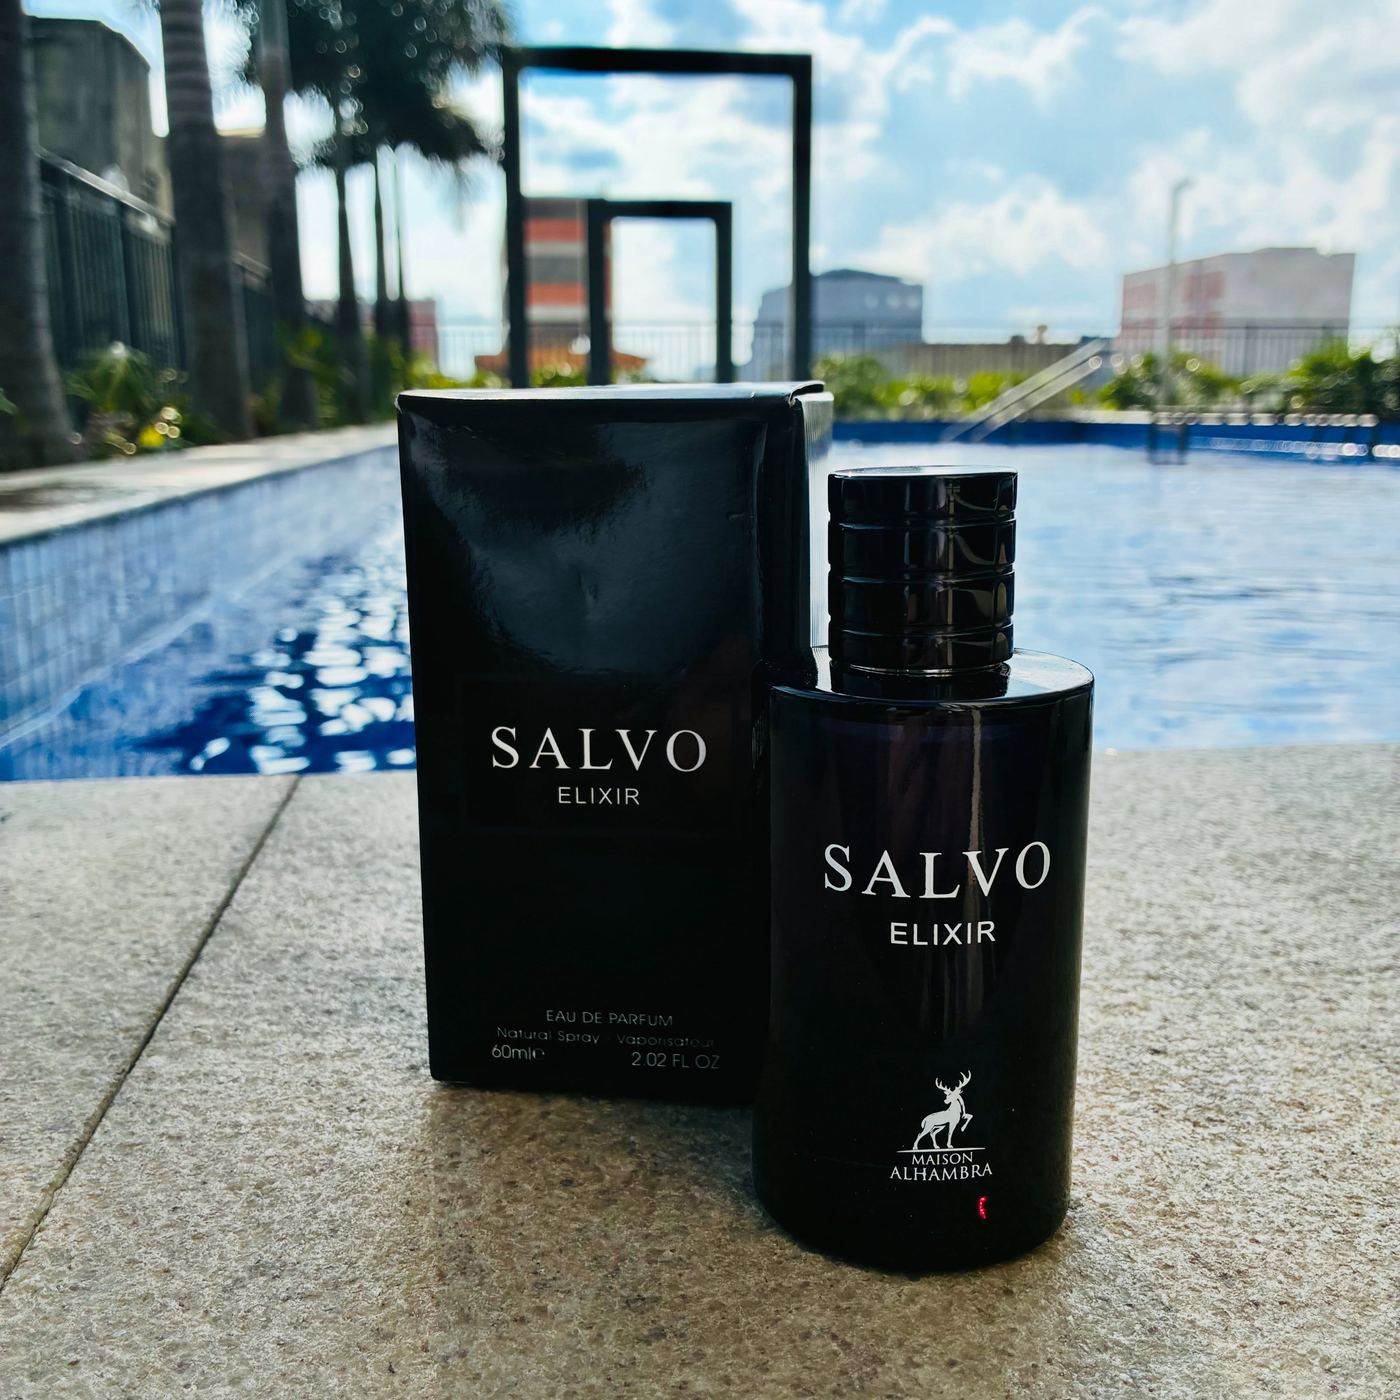 SALVO
ELIXIR
EAU DE PARFUM
Natural Spray · Vaporisateur
60ml℮ 2.02 FL OZ
SALVO
ELIXIR
MAISON
ALHAMBRA